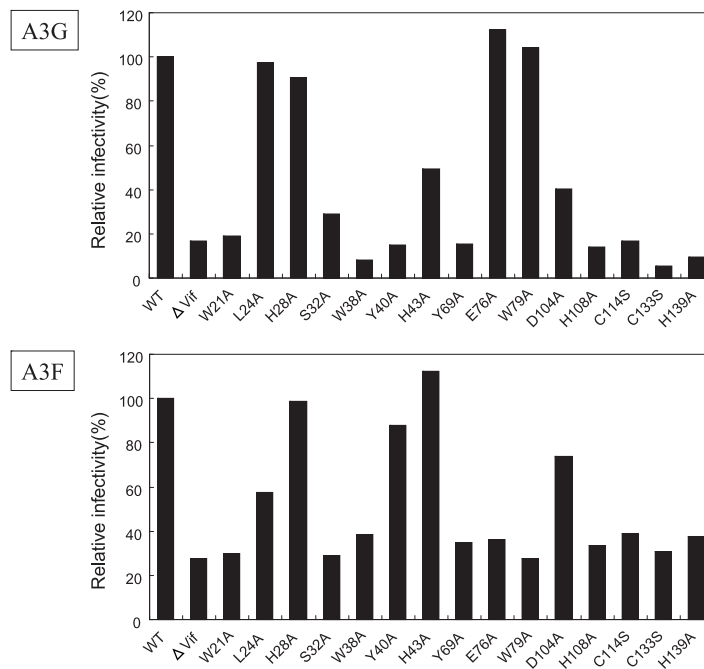 A3G
Relative infectivity(%)
120
100
80
60
40
20
0
WT
Δ Vif
W21A
L24A
H28A
S32A
W38A
Y40A
H43A
Y69A
E76A
W79A
D104A
H108A
C114S
C133S
H139A
A3F
Relative infectivity(%)
120
100
80
60
40
20
0
WT
Δ Vif
W21A
L24A
H28A
S32A
W38A
Y40A
H43A
Y69A
E76A
W79A
D104A
H108A
C114S
C133S
H139A